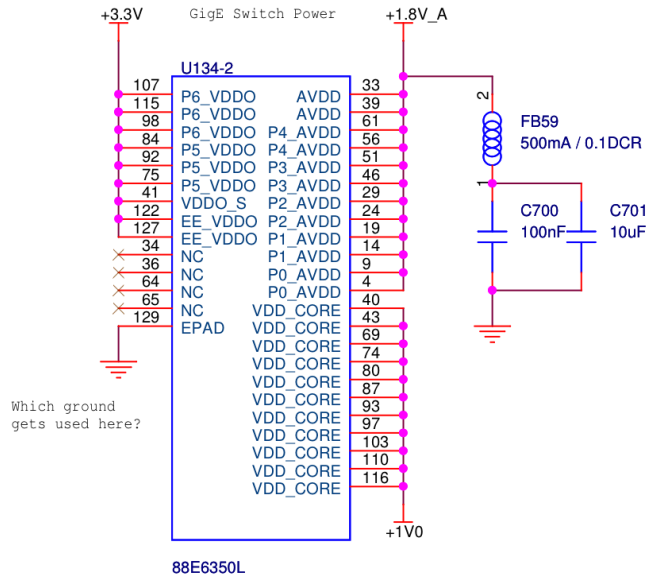 +3.3V
GigE Switch Power
+1.8V_A
U134-2
107 P6_VDDO AVDD 33
115 P6_VDDO AVDD 39
98 P6_VDDO P4_AVDD 61
84 P5_VDDO P4_AVDD 56
92 P5_VDDO P3_AVDD 51
75 P5_VDDO P3_AVDD 46
41 VDDO_S P2_AVDD 29
122 EE_VDDO P2_AVDD 24
127 EE_VDDO P1_AVDD 19
34 NC P1_AVDD 14
36 NC P0_AVDD 9
64 NC P0_AVDD 4
65 NC VDD_CORE 40
129 EPAD VDD_CORE 43
VDD_CORE 69
VDD_CORE 74
VDD_CORE 80
VDD_CORE 87
VDD_CORE 93
VDD_CORE 97
VDD_CORE 103
VDD_CORE 110
VDD_CORE 116
2
FB59
500mA / 0.1DCR
1
C700
100nF
C701
10uF
Which ground
gets used here?
+1V0
88E6350L